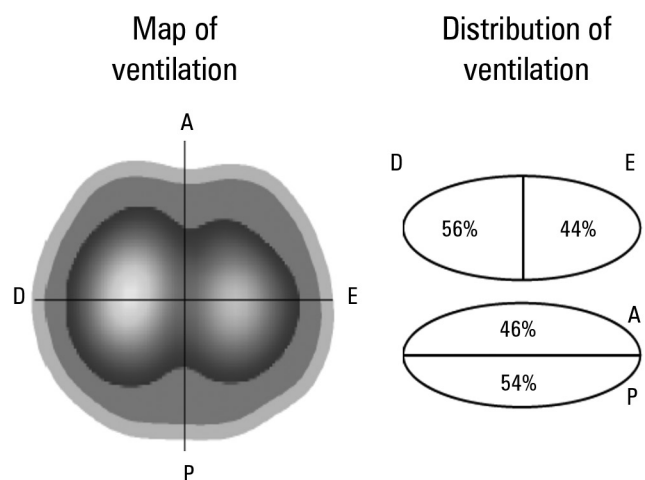 Map of
ventilation
A
D
E
P
Distribution of
ventilation
D
E
56%
44%
46%
A
54%
P